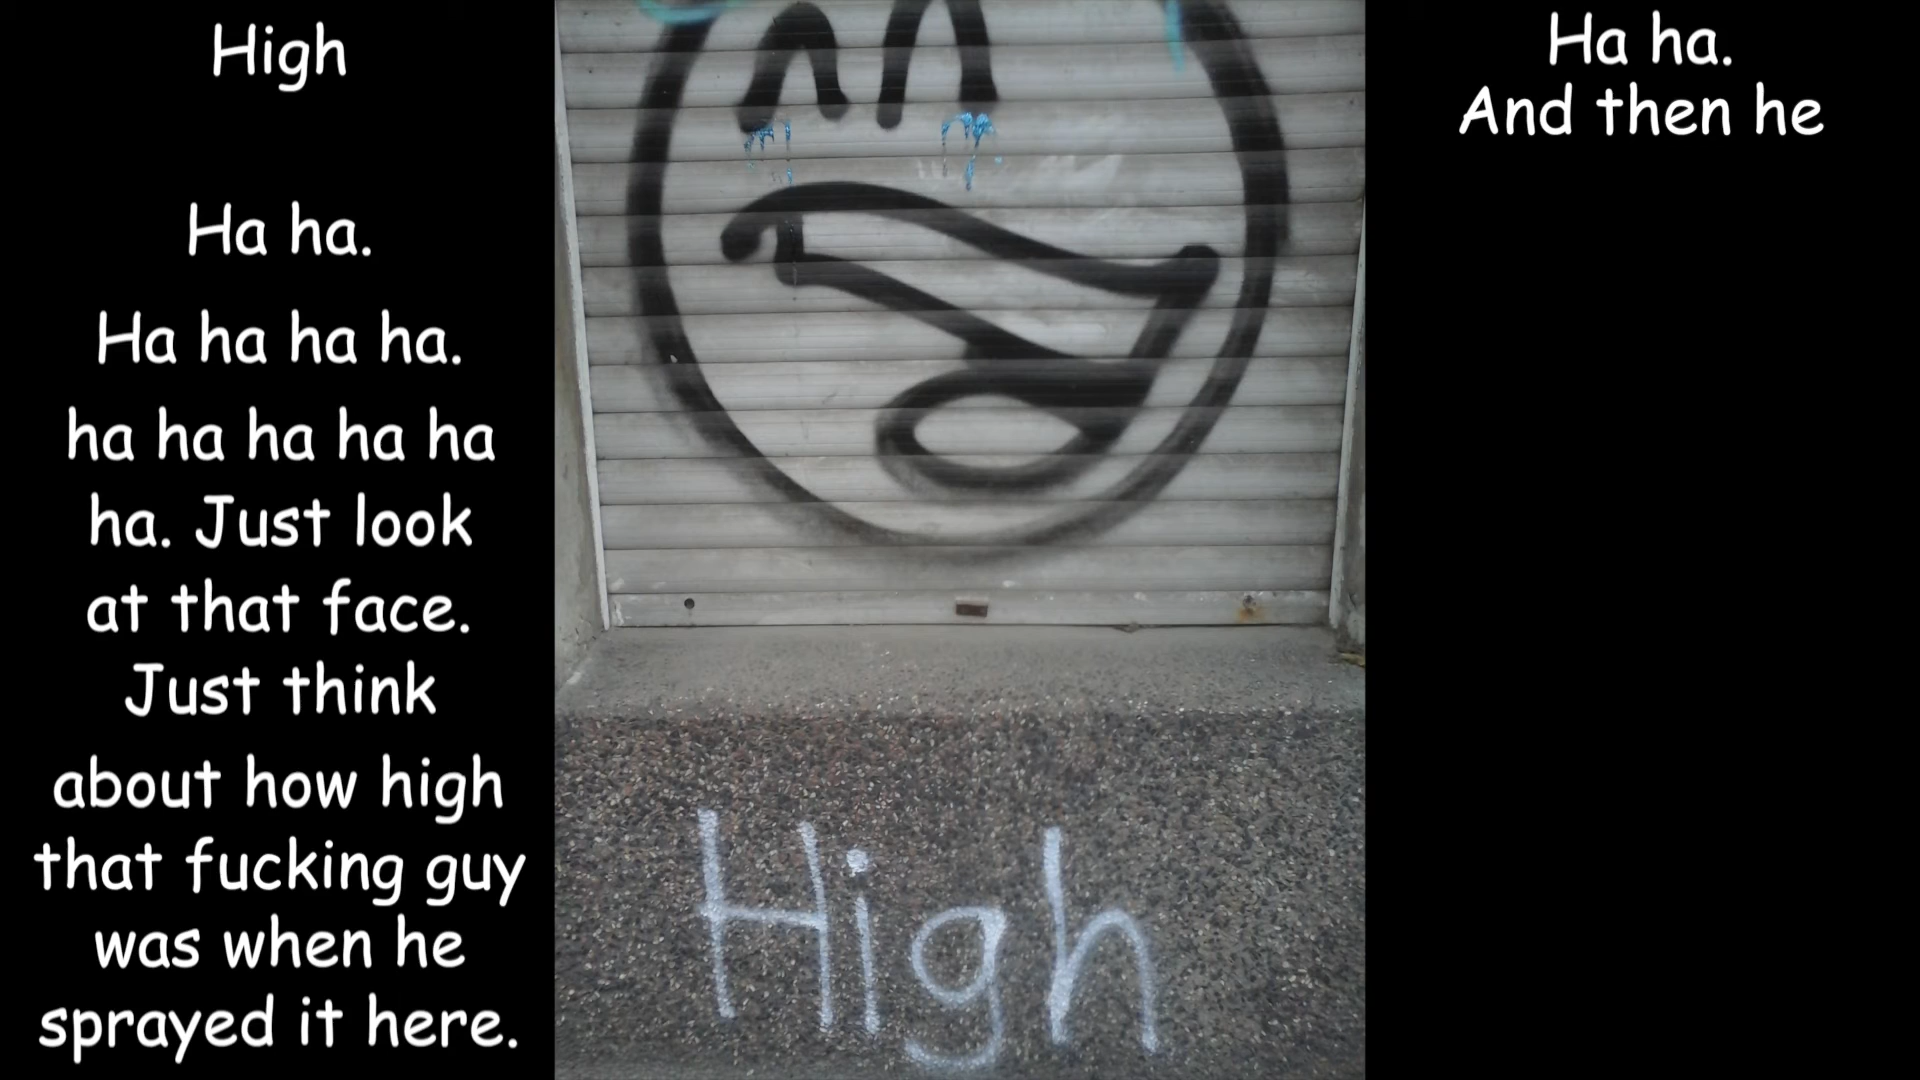 High
Ha ha.
Ha ha ha ha.
ha ha ha ha ha
ha. Just look
at that face.
Just think
about how high
that fucking guy
was when he
sprayed it here.
High
Ha ha.
And then he